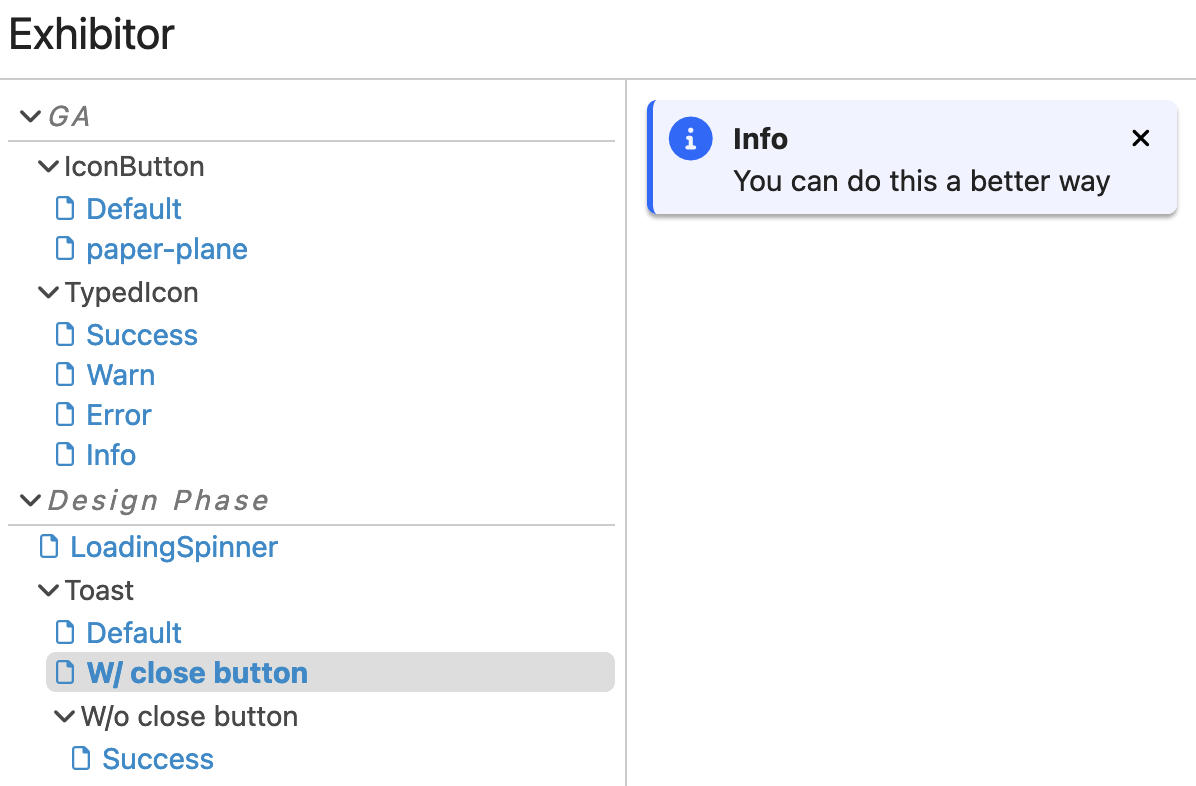 Exhibitor
GA
IconButton
Default
paper-plane
TypedIcon
Success
Warn
Error
Info
Design Phase
LoadingSpinner
Toast
Default
W/ close button
W/o close button
Success
Info
You can do this a better way